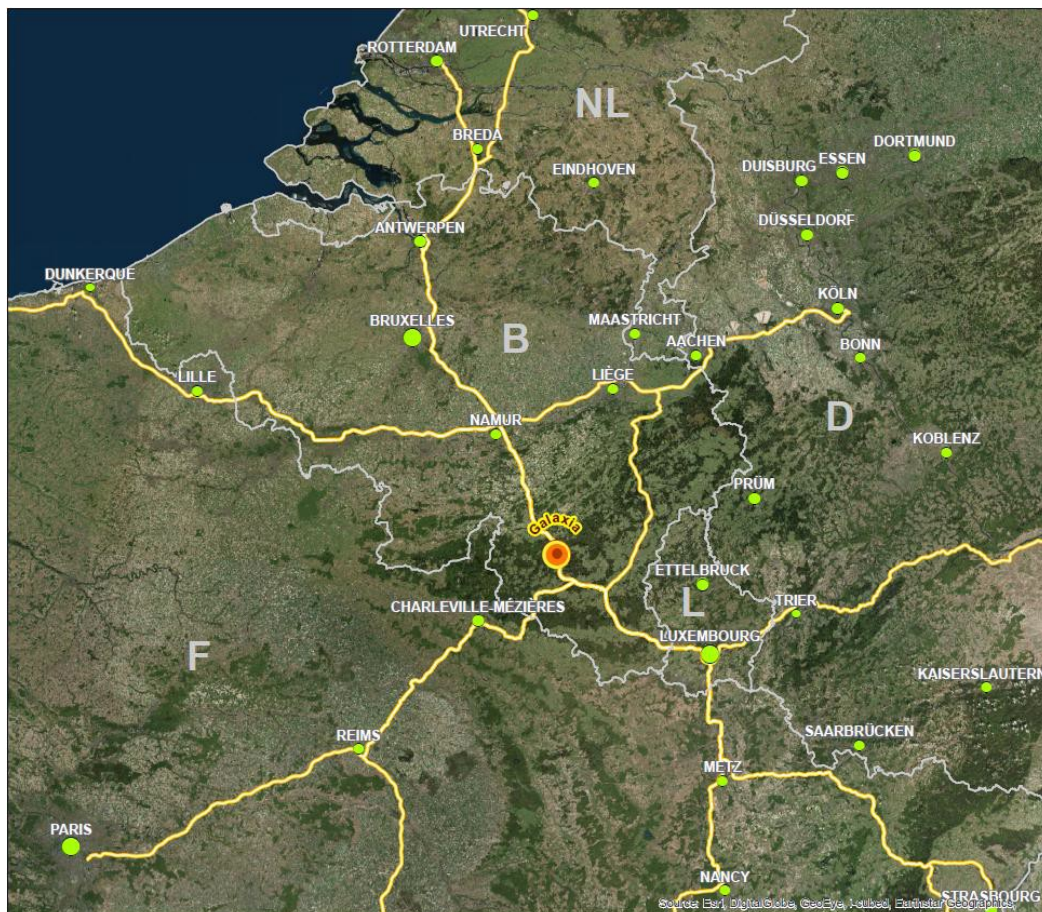 UTRECHT
ROTTERDAM
NL
BREDA
DORTMUND
DUISBURG
ESSEN
EINDHOVEN
DÜSSELDORF
ANTWERPEN
DUNKERQUE
KÖLN
BRUXELLES
B
MAASTRICHT
AACHEN
BONN
LILLE
LIÈGE
D
NAMUR
KOBLENZ
PRÜM
Galaxia
ETTELBRUCK
L
TRIER
CHARLEVILLE-MÉZIÈRES
LUXEMBOURG
F
KAISERSLAUTERN
REIMS
SAARBRÜCKEN
METZ
PARIS
NANCY
STRASBOURG
Source: Esri, DigitalGlobe, GeoEye, i-cubed, Earthstar Geographics,